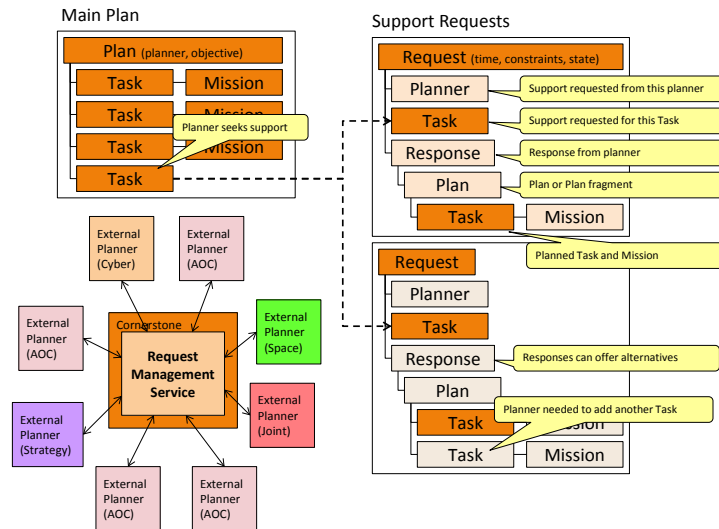 Main Plan
Plan (planner, objective)
Task Mission
Task Mission
Planner seeks support
Task Mission
Task
Support Requests
Request (time, constraints, state)
Planner
Support requested from this planner
Task
Support requested for this Task
Response
Response from planner
Plan
Plan or Plan fragment
Task Mission
Planned Task and Mission
Request
Planner
Task
Response
Responses can offer alternatives
Plan
Planner needed to add another Task
Task Mission
Task Mission
External
Planner
(Cyber)
External
Planner
(AOC)
External
Planner
(AOC)
Cornerstone
Request
Management
Service
External
Planner
(Space)
External
Planner
(Strategy)
External
Planner
(Joint)
External
Planner
(AOC)
External
Planner
(AOC)